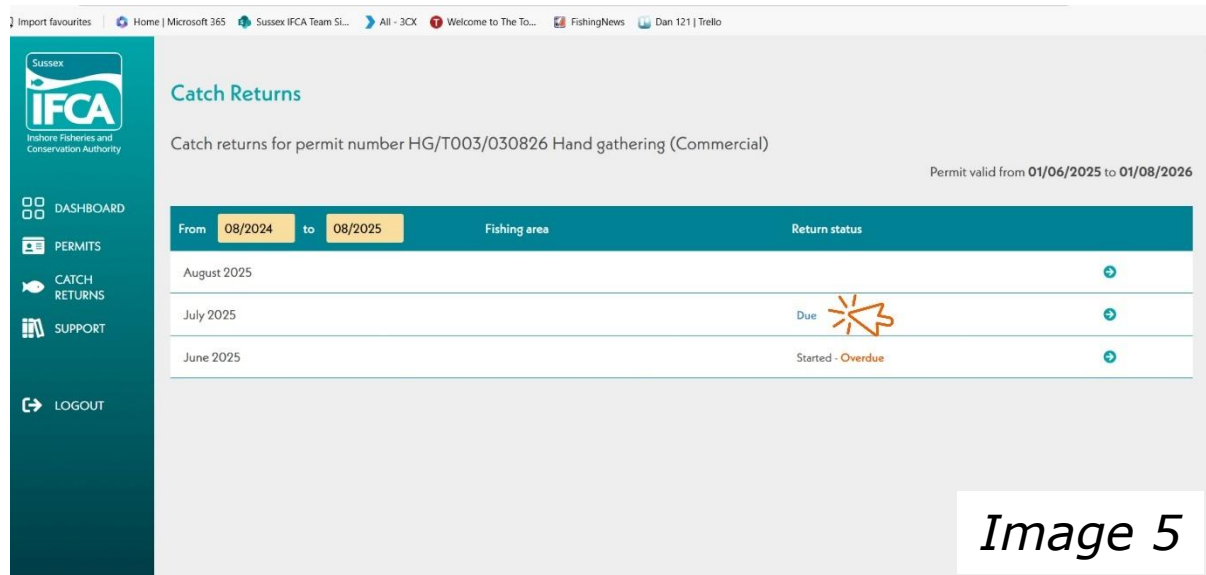 Import favourites Home | Microsoft 365 Sussex IFCA Team Si... All - 3CX Welcome to The To... FishingNews Dan 121 | Trello
Sussex
IFCA
Inshore Fisheries and
Conservation Authority
DASHBOARD
PERMITS
CATCH
RETURNS
SUPPORT
LOGOUT
Catch Returns
Catch returns for permit number HG/T003/030826 Hand gathering (Commercial)
Permit valid from 01/06/2025 to 01/08/2026
From 08/2024 to 08/2025 Fishing area Return status
August 2025
July 2025 Due
June 2025 Started - Overdue
Image 5